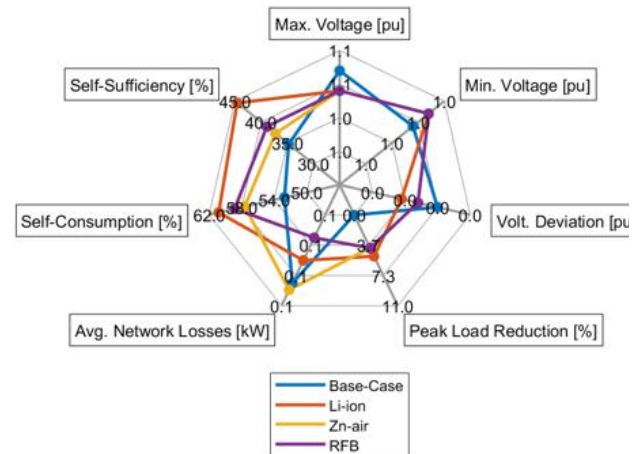 Max. Voltage [pu]
1.1
Self-Sufficiency [%]
Min. Voltage [pu]
45.0
1.1
1.0
40.0
1.0
1.0
35.0
1.0
1.0
30.0
1.0
Self-Consumption [%]
62.0
58.0
54.0
50.0
0.0
0.0
Volt. Deviation [pu
0.1
0.0
0.1
3.7
0.1
7.3
0.1
11.0
Avg. Network Losses [kW]
Peak Load Reduction [%]
Base-Case
Li-ion
Zn-air
RFB